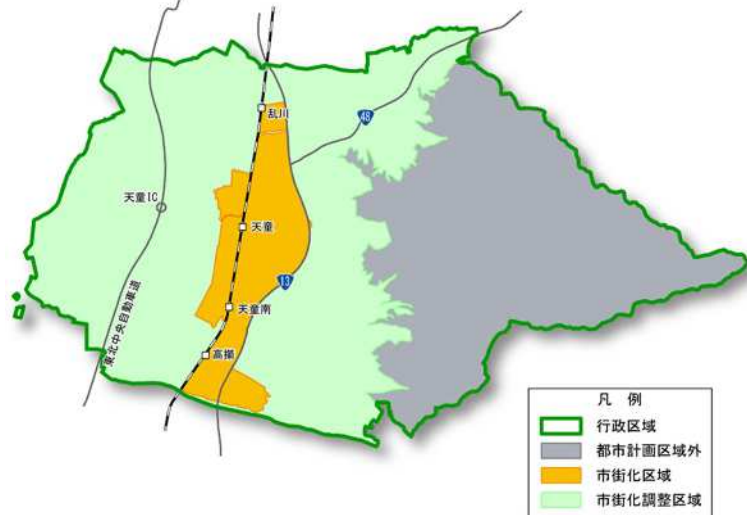 乱川
48
天童IC
天童
13
天童南
東北中央自動車道
高擶
凡 例
行政区域
都市計画区域外
市街化区域
市街化調整区域